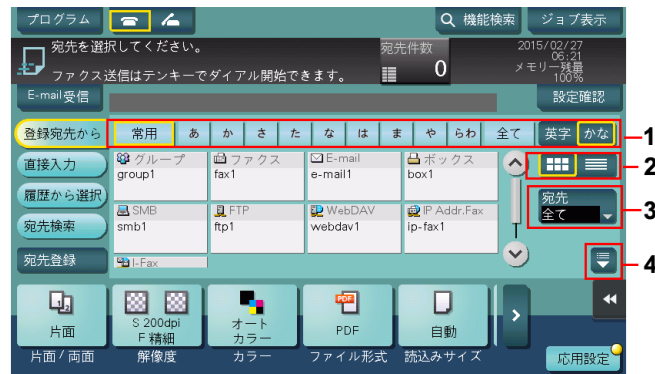 プログラム
機能検索
ジョブ表示
宛先を選択してください。
宛先件数
2015/02/27
06:21
ファクス送信はテンキーでダイアル開始できます。
0
メモリー残量
100%
E-mail受信
設定確認
登録宛先から
常用 あ か さ た な は ま や らわ 全て
英字 かな
1
直接入力
グループ
group1
ファクス
fax1
E-mail
e-mail1
ボックス
box1
2
履歴から選択
宛先
全て
3
宛先検索
SMB
smb1
FTP
ftp1
WebDAV
webdav1
IP Addr.Fax
ip-fax1
宛先登録
I-Fax
4
片面
S 200dpi
F 精細
オート
カラー
PDF
PDF
自動
片面 / 両面
解像度
カラー
ファイル形式
読込みサイズ
応用設定